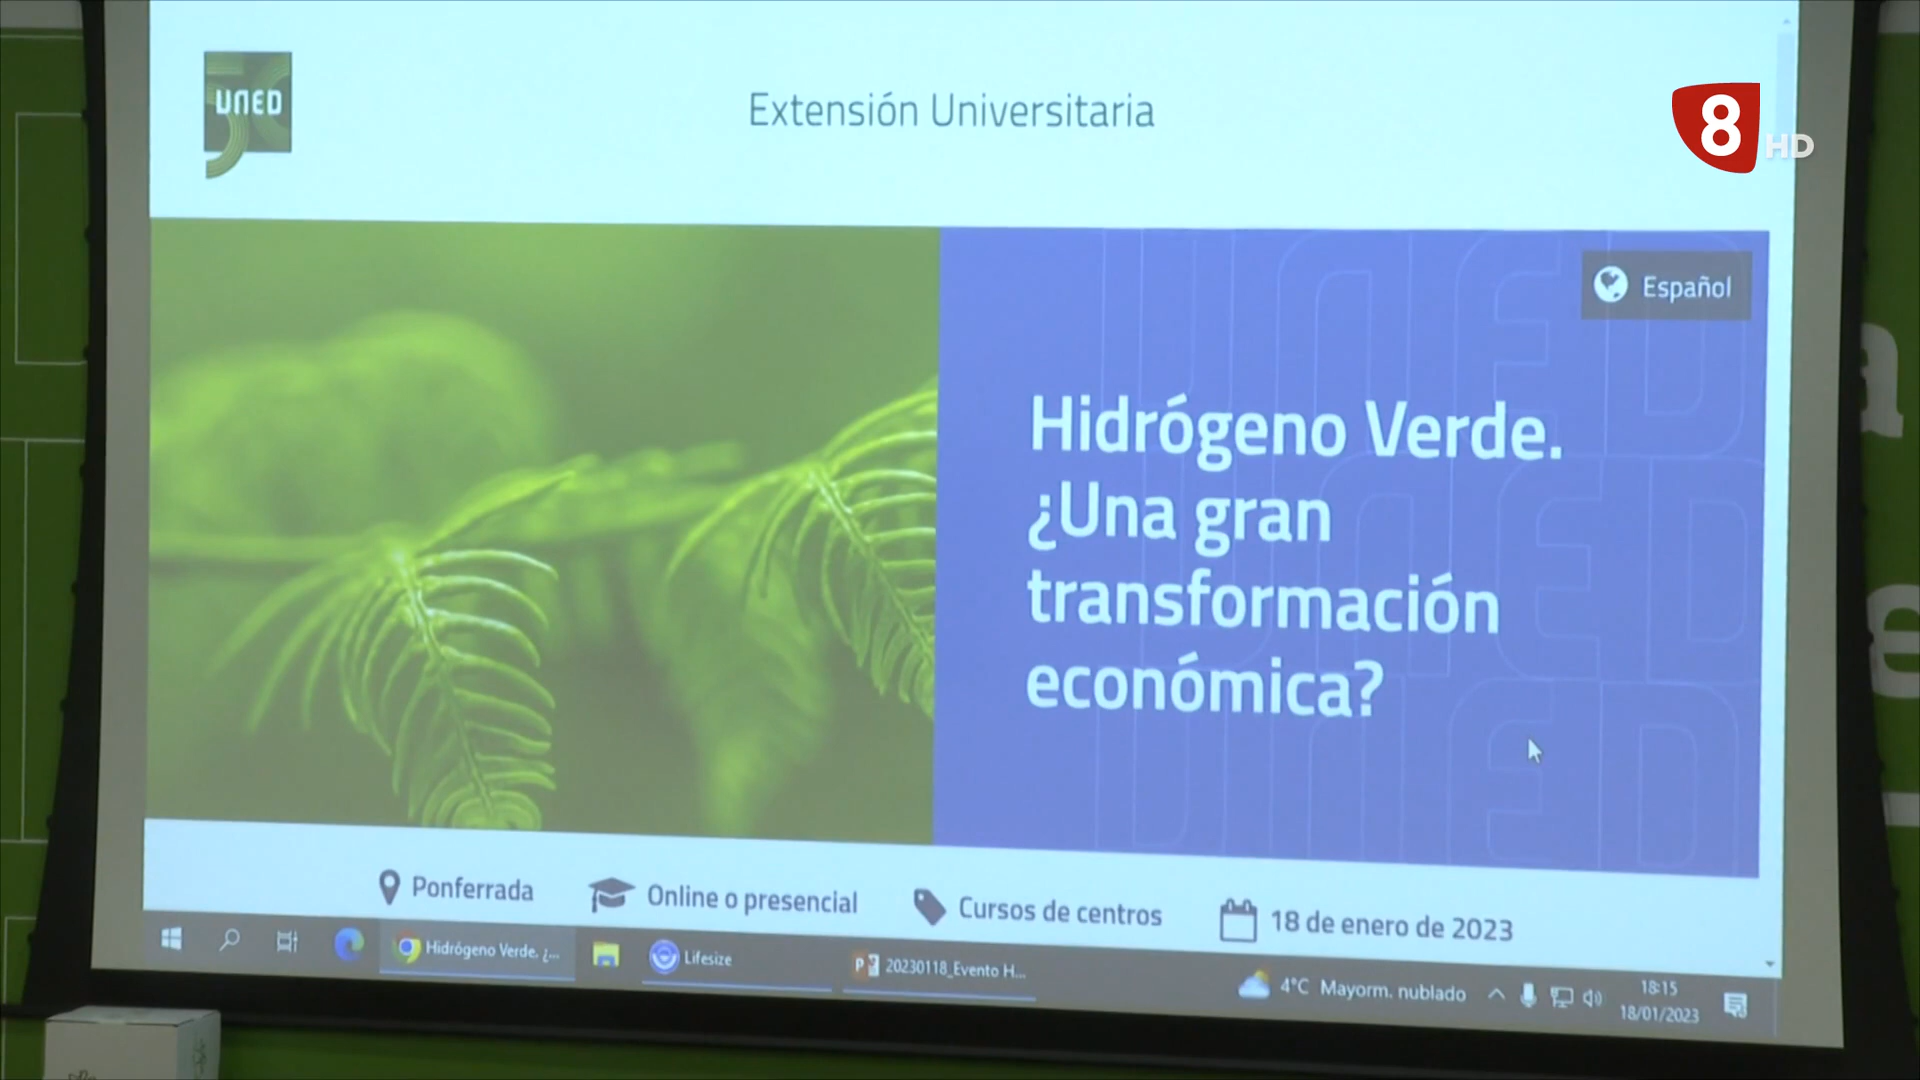 UNED
Extensión Universitaria
8 HD
Español
Hidrógeno Verde.
¿Una gran
transformación
económica?
Ponferrada
Online o presencial
Cursos de centros
18 de enero de 2023
Hidrógeno Verde. ¿...
Lifesize
20230118_Evento H...
4°C Mayorm. nublado
18:15
18/01/2023